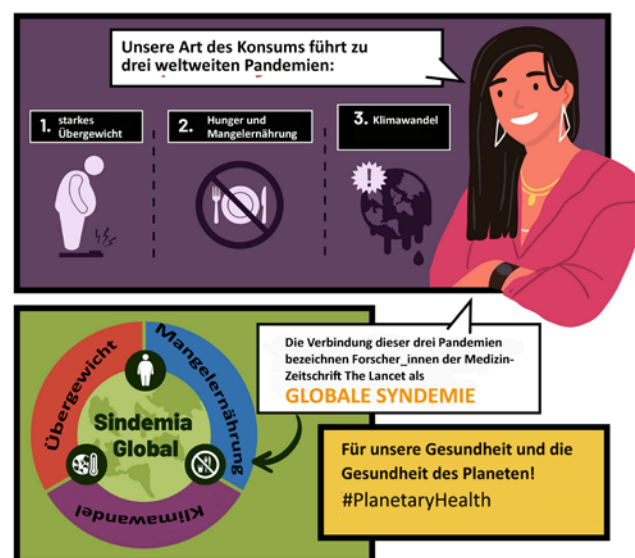 Unsere Art des Konsums führt zu
drei weltweiten Pandemien:
1. starkes
Übergewicht
2. Hunger und
Mangelernährung
3. Klimawandel
!
Die Verbindung dieser drei Pandemien
bezeichnen Forscher_innen der Medizin-
Zeitschrift The Lancet als
GLOBALE SYNDEMIE
Übergewicht
Mangelernährung
Sindemia
Global
Klimawandel
Für unsere Gesundheit und die
Gesundheit des Planeten!
#PlanetaryHealth